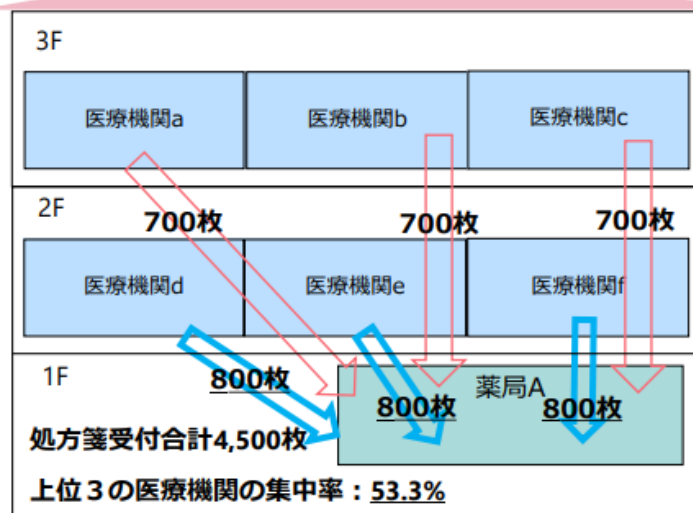 3F
医療機関a
医療機関b
医療機関c
2F
700枚
700枚
700枚
医療機関d
医療機関e
医療機関f
1F
800枚
薬局A
800枚
800枚
処方箋受付合計4,500枚
上位３の医療機関の集中率：53.3%